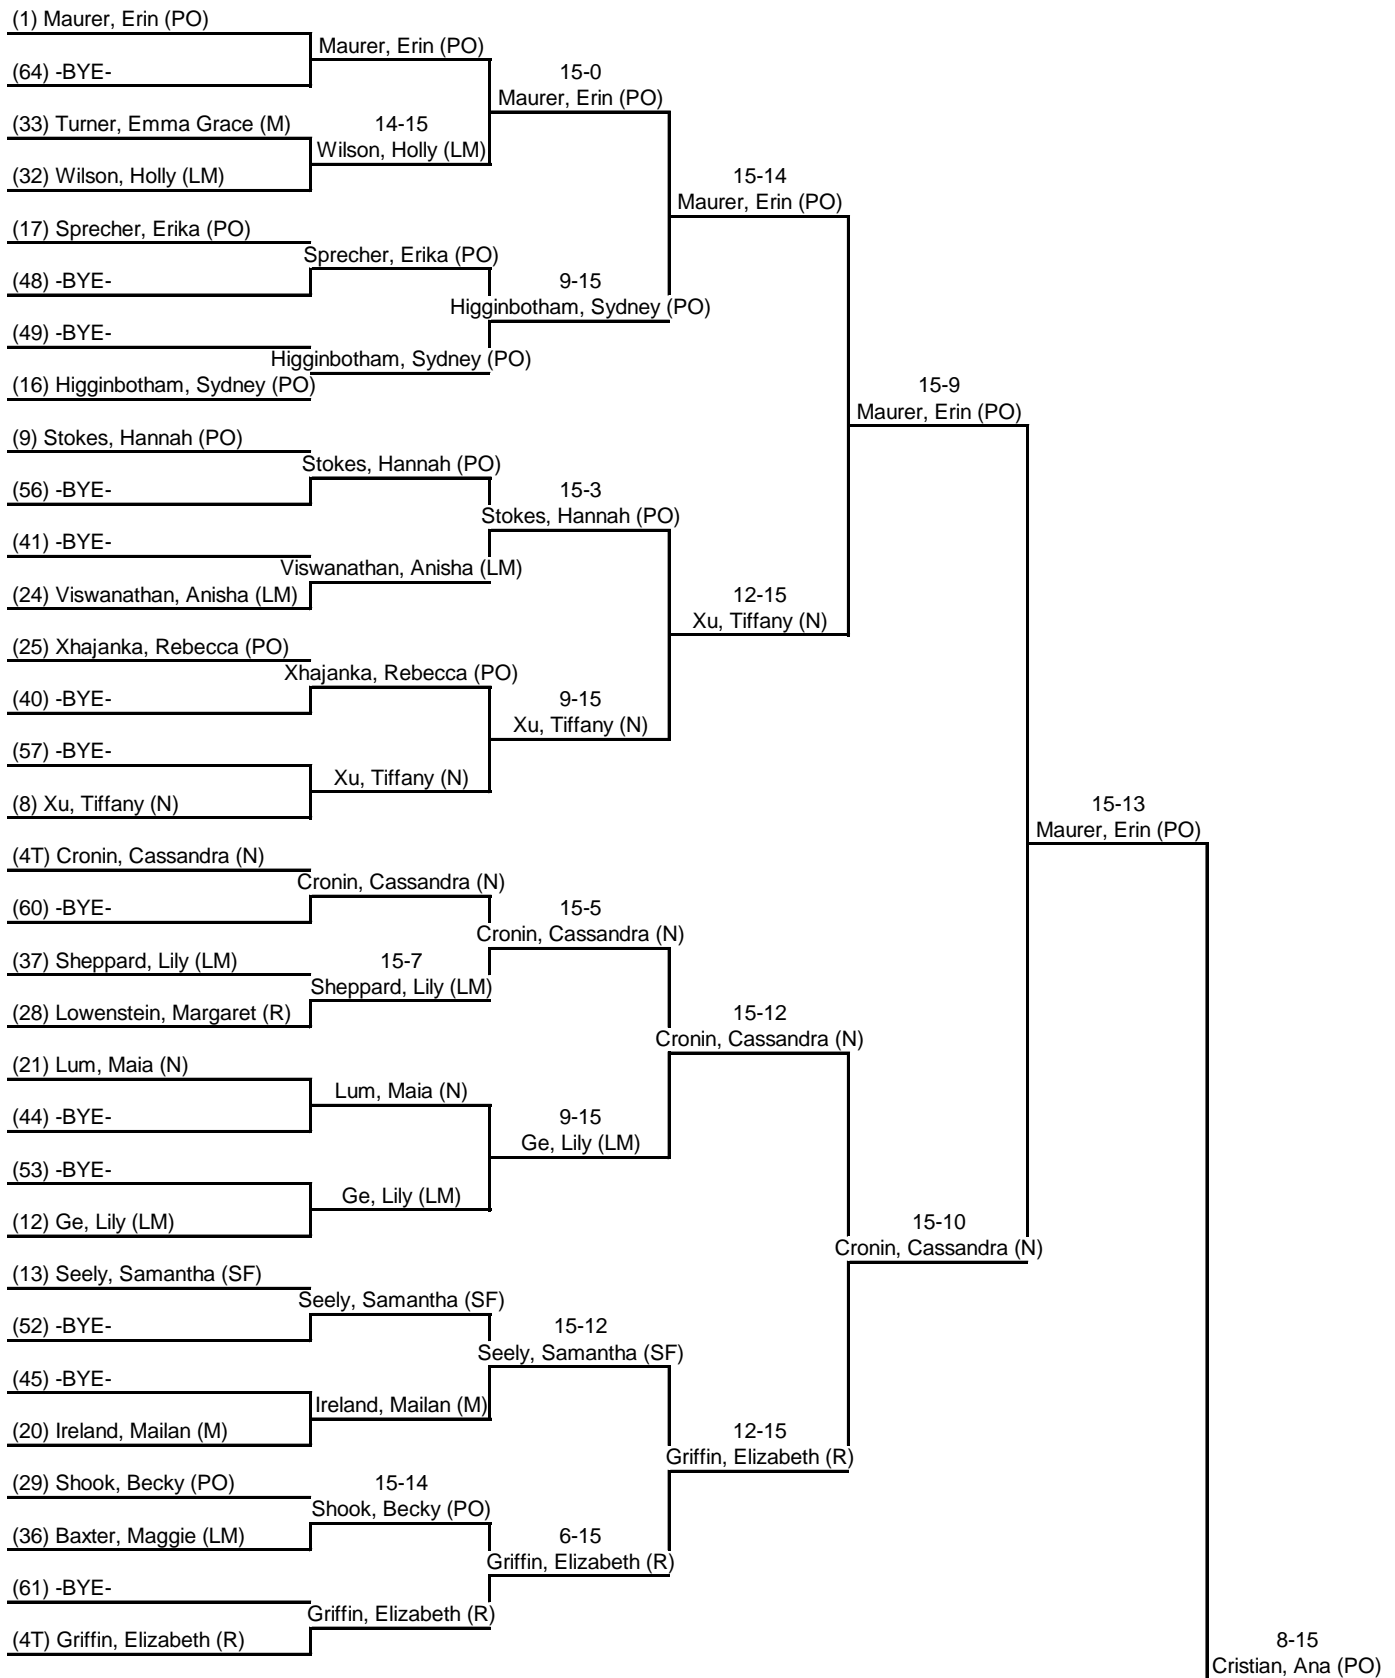 (1) Maurer, Erin (PO)
Maurer, Erin (PO)
(64) -BYE-
15-0
Maurer, Erin (PO)
(33) Turner, Emma Grace (M)
14-15
Wilson, Holly (LM)
(32) Wilson, Holly (LM)
15-14
Maurer, Erin (PO)
(17) Sprecher, Erika (PO)
Sprecher, Erika (PO)
(48) -BYE-
9-15
Higginbotham, Sydney (PO)
(49) -BYE-
Higginbotham, Sydney (PO)
(16) Higginbotham, Sydney (PO)
15-9
Maurer, Erin (PO)
(9) Stokes, Hannah (PO)
Stokes, Hannah (PO)
(56) -BYE-
15-3
Stokes, Hannah (PO)
(41) -BYE-
Viswanathan, Anisha (LM)
(24) Viswanathan, Anisha (LM)
12-15
Xu, Tiffany (N)
(25) Xhajanka, Rebecca (PO)
Xhajanka, Rebecca (PO)
(40) -BYE-
9-15
Xu, Tiffany (N)
(57) -BYE-
Xu, Tiffany (N)
(8) Xu, Tiffany (N)
15-13
Maurer, Erin (PO)
(4T) Cronin, Cassandra (N)
Cronin, Cassandra (N)
(60) -BYE-
15-5
Cronin, Cassandra (N)
(37) Sheppard, Lily (LM)
15-7
Sheppard, Lily (LM)
(28) Lowenstein, Margaret (R)
15-12
Cronin, Cassandra (N)
(21) Lum, Maia (N)
Lum, Maia (N)
(44) -BYE-
9-15
Ge, Lily (LM)
(53) -BYE-
Ge, Lily (LM)
(12) Ge, Lily (LM)
15-10
Cronin, Cassandra (N)
(13) Seely, Samantha (SF)
Seely, Samantha (SF)
(52) -BYE-
15-12
Seely, Samantha (SF)
(45) -BYE-
Ireland, Mailan (M)
(20) Ireland, Mailan (M)
12-15
Griffin, Elizabeth (R)
(29) Shook, Becky (PO)
15-14
Shook, Becky (PO)
(36) Baxter, Maggie (LM)
6-15
Griffin, Elizabeth (R)
(61) -BYE-
Griffin, Elizabeth (R)
(4T) Griffin, Elizabeth (R)
8-15
Cristian, Ana (PO)